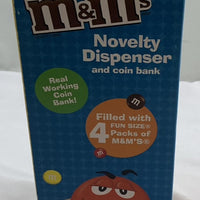 m&m's
Novelty
Dispenser
and coin bank
Real
Working
Coin
Bank!
Filled with
4 FUN SIZE®
Packs of
M&M'S®
m
m
m